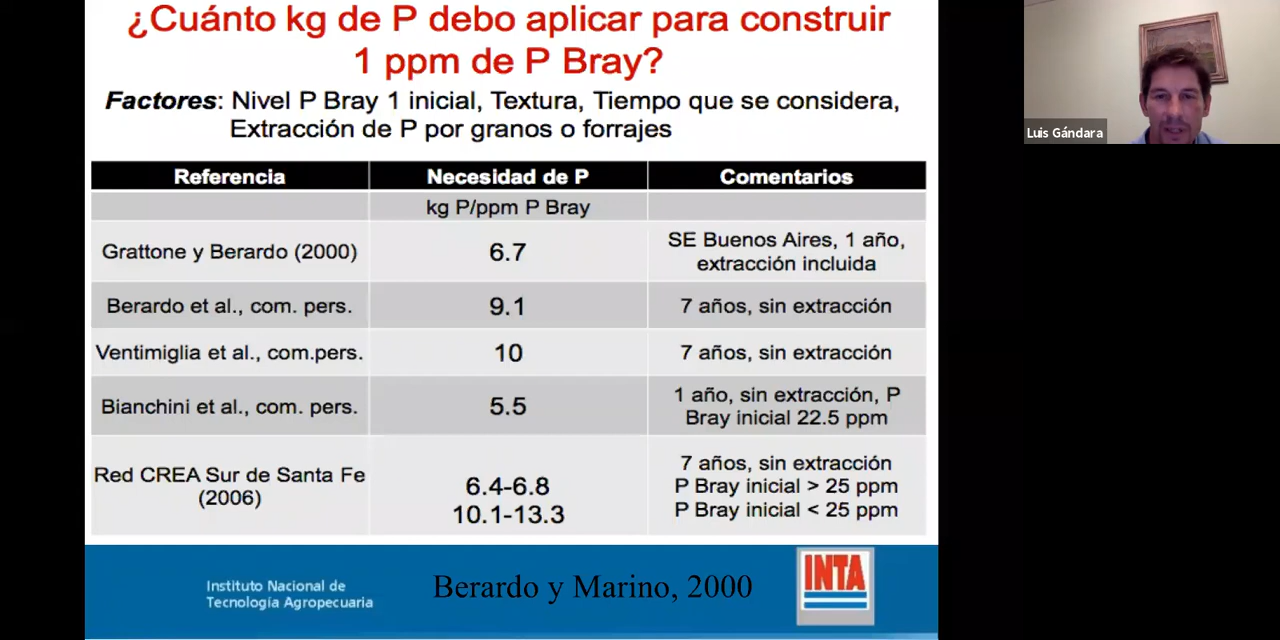 ¿Cuánto kg de P debo aplicar para construir
1 ppm de P Bray?
Factores: Nivel P Bray 1 inicial, Textura, Tiempo que se considera,
Extracción de P por granos o forrajes
Luis Gándara
Referencia Necesidad de P Comentarios
kg P/ppm P Bray
Grattone y Berardo (2000) 6.7 SE Buenos Aires, 1 año,
extracción incluida
Berardo et al., com. pers. 9.1 7 años, sin extracción
Ventimiglia et al., com.pers. 10 7 años, sin extracción
Bianchini et al., com. pers. 5.5 1 año, sin extracción, P
Bray inicial 22.5 ppm
Red CREA Sur de Santa Fe
(2006)
7 años, sin extracción
6.4-6.8 P Bray inicial > 25 ppm
10.1-13.3 P Bray inicial < 25 ppm
Instituto Nacional de
Tecnología Agropecuaria
Berardo y Marino, 2000
INTA